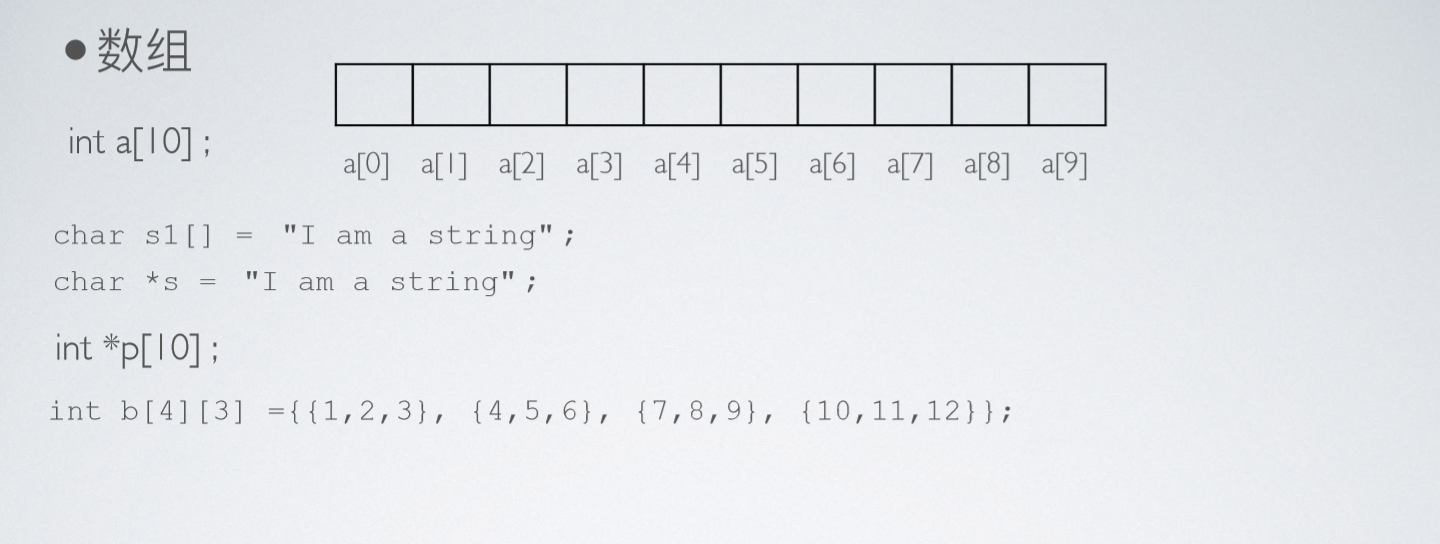 •数组
int a[10] ;
a[0] a[1] a[2] a[3] a[4] a[5] a[6] a[7] a[8] a[9]
char s1[] = "I am a string";
char *s = "I am a string";
int *p[10] ;
int b[4][3] ={{1,2,3}, {4,5,6}, {7,8,9}, {10,11,12}};